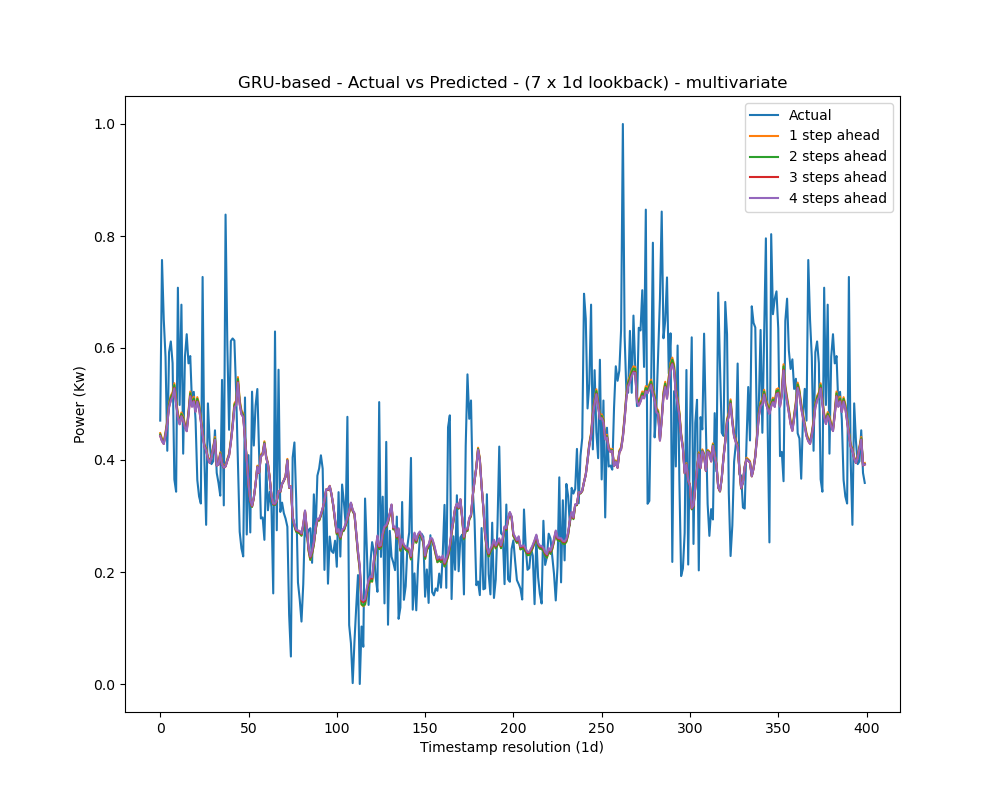 GRU-based - Actual vs Predicted - (7 x 1d lookback) - multivariate
Actual
1 step ahead
2 steps ahead
3 steps ahead
4 steps ahead
1.0
0.8
0.6
0.4
0.2
0.0
Power (Kw)
0 50 100 150 200 250 300 350 400
Timestamp resolution (1d)